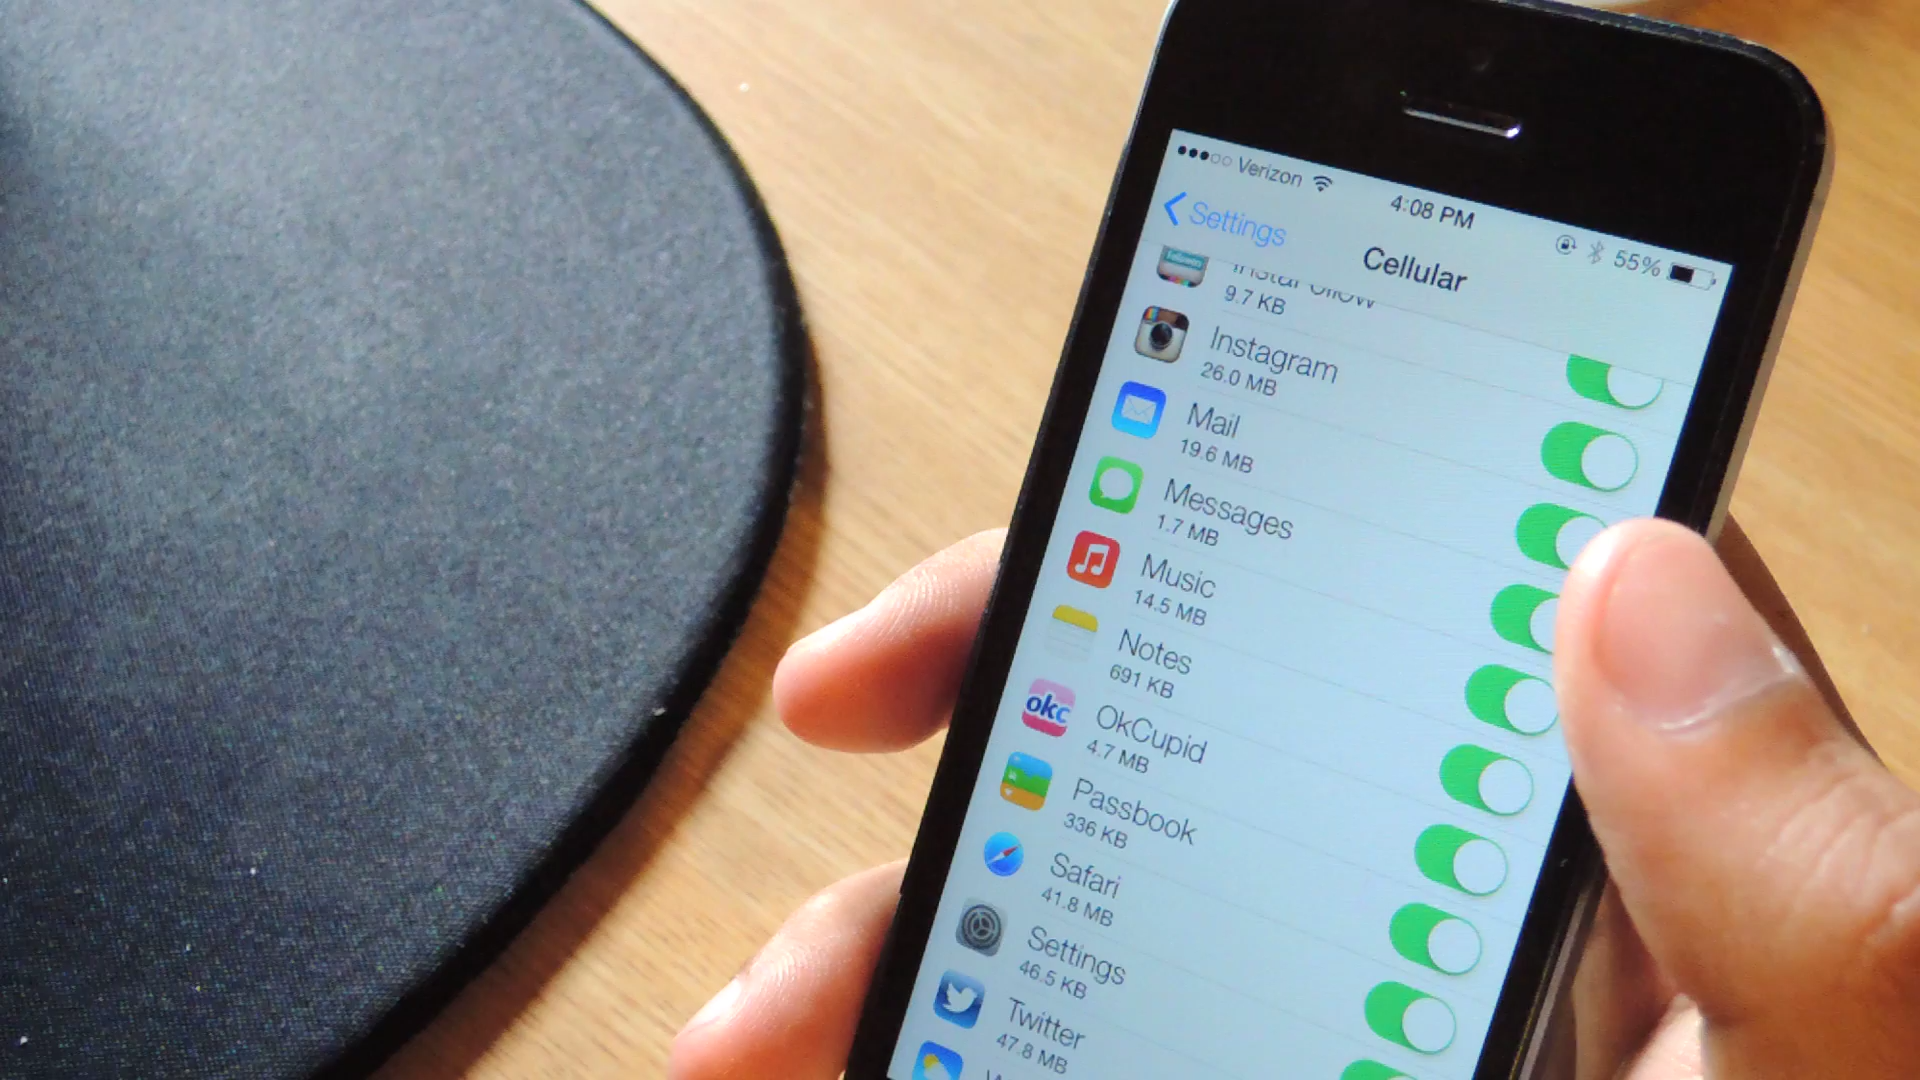 Verizon 4:08 PM 55%
Settings
Cellular
9.7 KB
Instagram
26.0 MB
Mail
19.6 MB
Messages
1.7 MB
Music
14.5 MB
Notes
691 KB
okc
OkCupid
4.7 MB
Passbook
336 KB
Safari
41.8 MB
Settings
46.5 KB
Twitter
47.8 MB